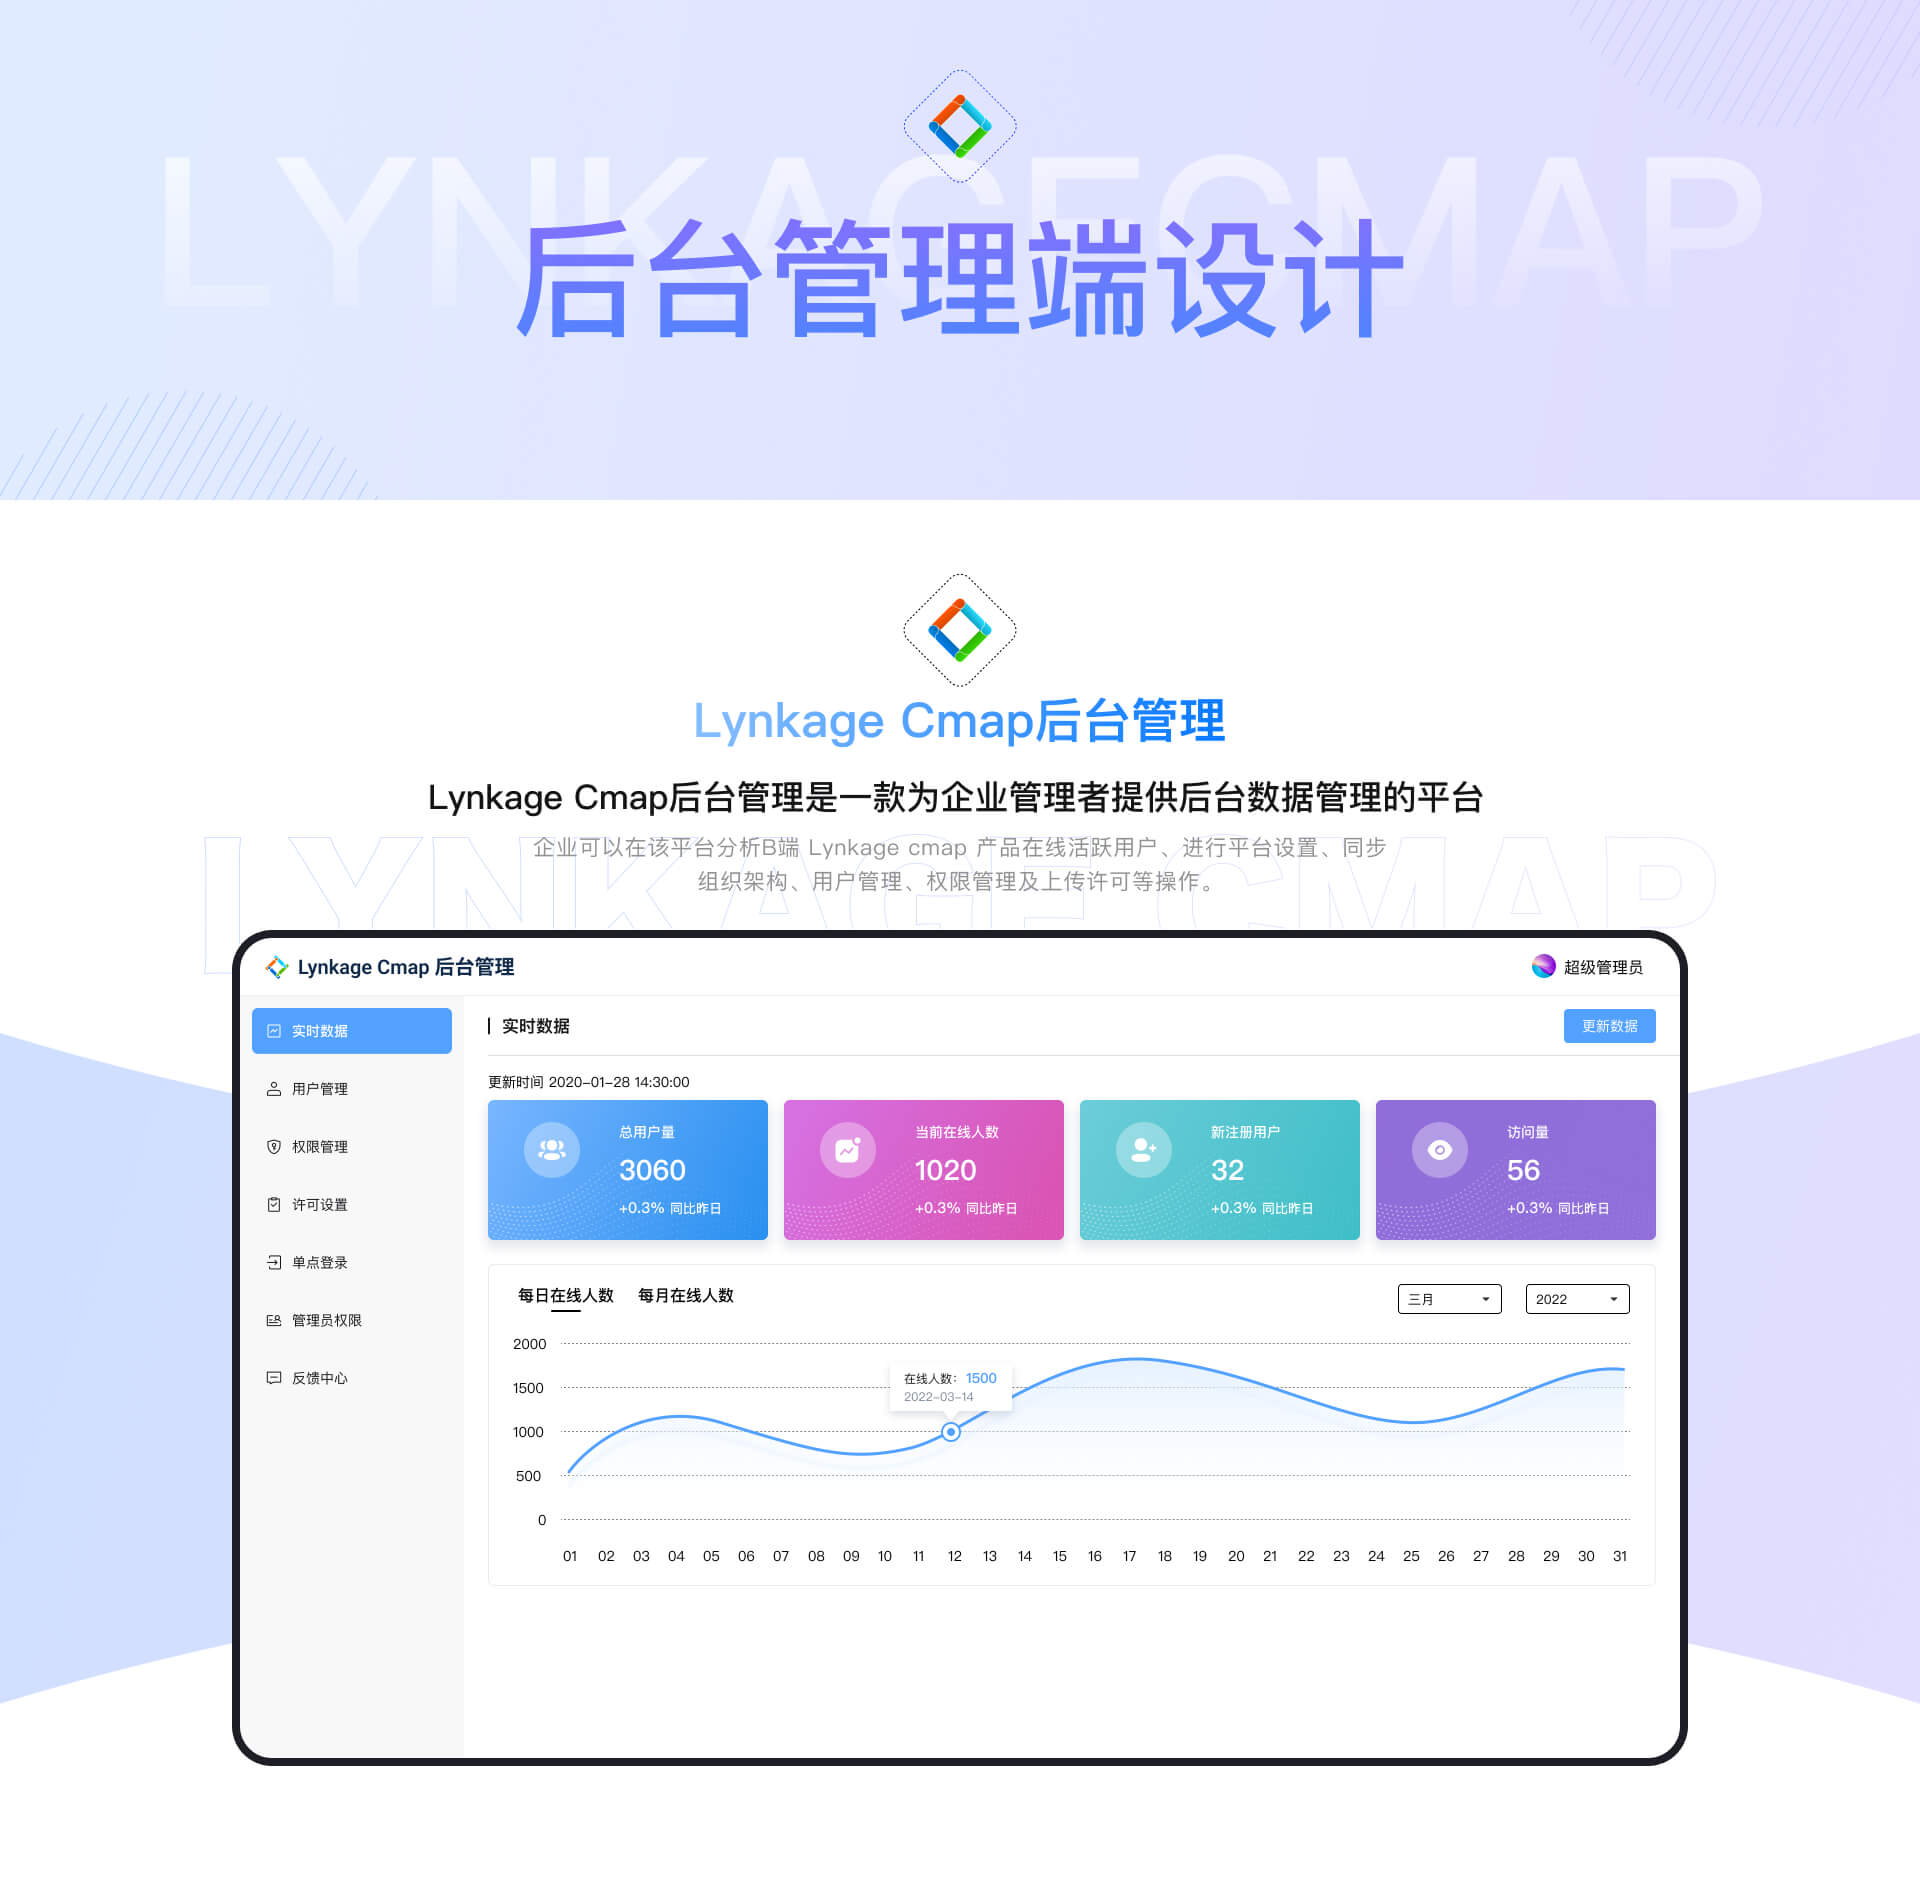 LYNKAGECMAP
后台管理端设计
Lynkage Cmap后台管理
Lynkage Cmap后台管理是一款为企业管理者提供后台数据管理的平台
LYNKAGE CMAP
企业可以在该平台分析B端 Lynkage cmap 产品在线活跃用户、进行平台设置、同步
组织架构、用户管理、权限管理及上传许可等操作。
Lynkage Cmap 后台管理
超级管理员
实时数据
用户管理
权限管理
许可设置
单点登录
管理员权限
反馈中心
实时数据
更新数据
更新时间 2020-01-28 14:30:00
总用户量
3060
+0.3% 同比昨日
当前在线人数
1020
+0.3% 同比昨日
新注册用户
32
+0.3% 同比昨日
访问量
56
+0.3% 同比昨日
每日在线人数 每月在线人数
三月
2022
2000
1500
1000
500
0
在线人数: 1500
2022-03-14
01 02 03 04 05 06 07 08 09 10 11 12 13 14 15 16 17 18 19 20 21 22 23 24 25 26 27 28 29 30 31